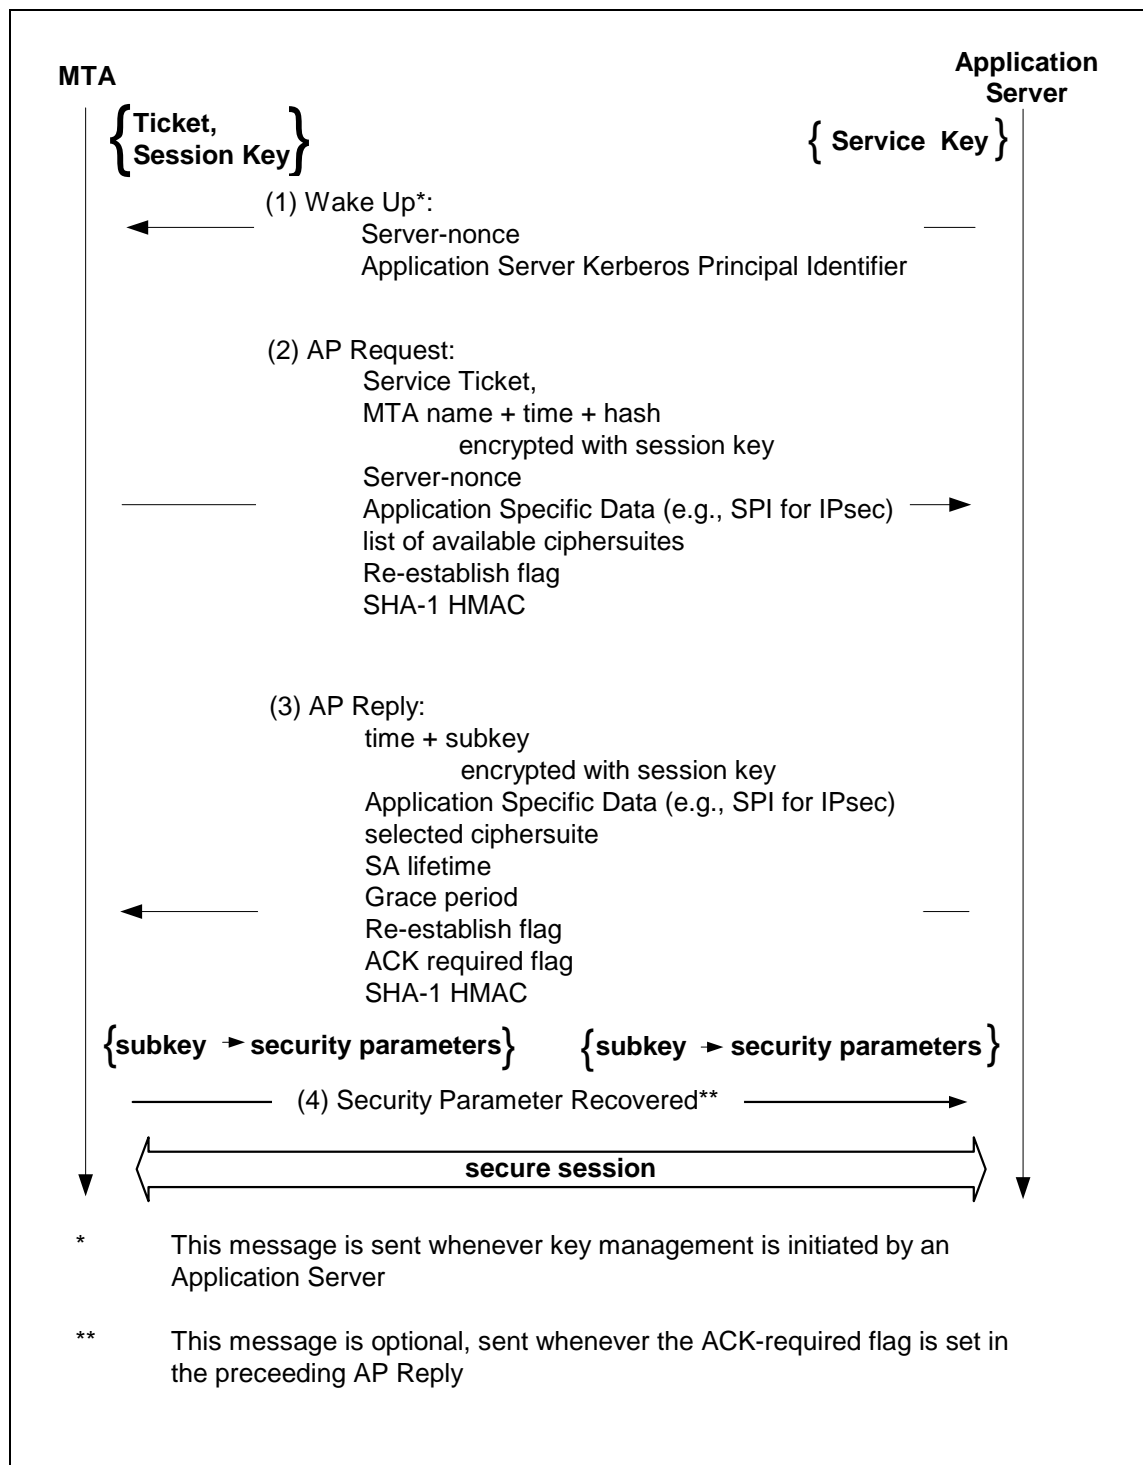 MTA
Application
Server
{Ticket,
Session Key}
{ Service Key }
(1) Wake Up*:
Server-nonce
Application Server Kerberos Principal Identifier
(2) AP Request:
Service Ticket,
MTA name + time + hash
encrypted with session key
Server-nonce
Application Specific Data (e.g., SPI for IPsec)
list of available ciphersuites
Re-establish flag
SHA-1 HMAC
(3) AP Reply:
time + subkey
encrypted with session key
Application Specific Data (e.g., SPI for IPsec)
selected ciphersuite
SA lifetime
Grace period
Re-establish flag
ACK required flag
SHA-1 HMAC
{subkey → security parameters} {subkey → security parameters}
(4) Security Parameter Recovered**
secure session
* This message is sent whenever key management is initiated by an
Application Server
** This message is optional, sent whenever the ACK-required flag is set in
the preceeding AP Reply